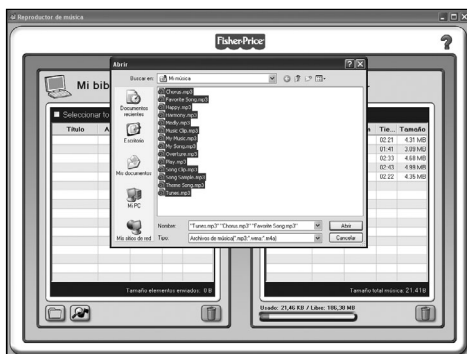 Reproductor de música
Fisher-Price
?
Mi bib
Abrir
Buscar en: Mi música
Seleccionar lo
Título A
Tie... Tamaño
Documentos recientes
Escritorio
Mis documentos
Mi PC
Mis sitios de red
Chorus.mp3
Favorite Song.mp3
Happy.mp3
Harmony.mp3
Medly.mp3
Music Clip.mp3
My Music.mp3
My Song.mp3
Overture.mp3
Play.mp3
Song Clip.mp3
Song Sample.mp3
Theme Song.mp3
Tunes.mp3
02:21 4.31 MB
01:41 3.09 MB
02:33 4.68 MB
02:43 4.99 MB
02:22 4.35 MB
Nombre: "Tunes.mp3" "Chorus.mp3" "Favorite Song.mp3" Abrir
Tipo: Archivos de música(*.mp3;*.wma;*.m4a) Cancelar
Tamaño elementos enviados: 0 B
Tamaño total música: 21.41B
Usado: 21,46 KB / Libre: 186,38 MB